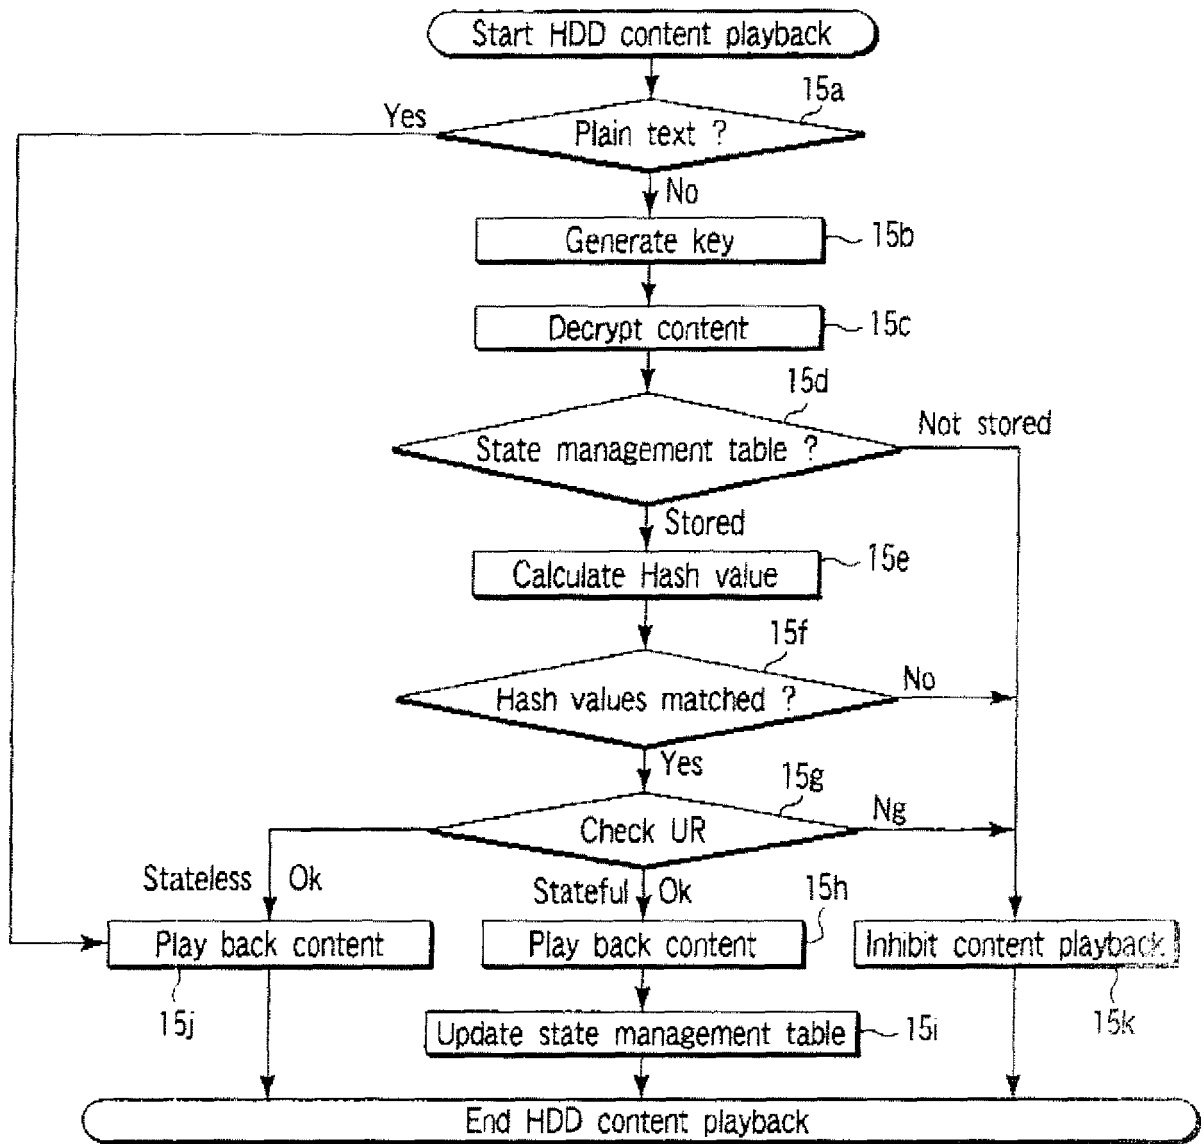 Start HDD content playback
15a
Yes
Plain text ?
No
Generate key
15b
Decrypt content
15c
15d
Not stored
State management table ?
Stored
Calculate Hash value
15e
15f
Hash values matched ?
No
Yes
15g
Ng
Check UR
Stateless Ok
Stateful Ok
15h
Play back content
Play back content
Inhibit content playback
15j
Update state management table
15i
15k
End HDD content playback